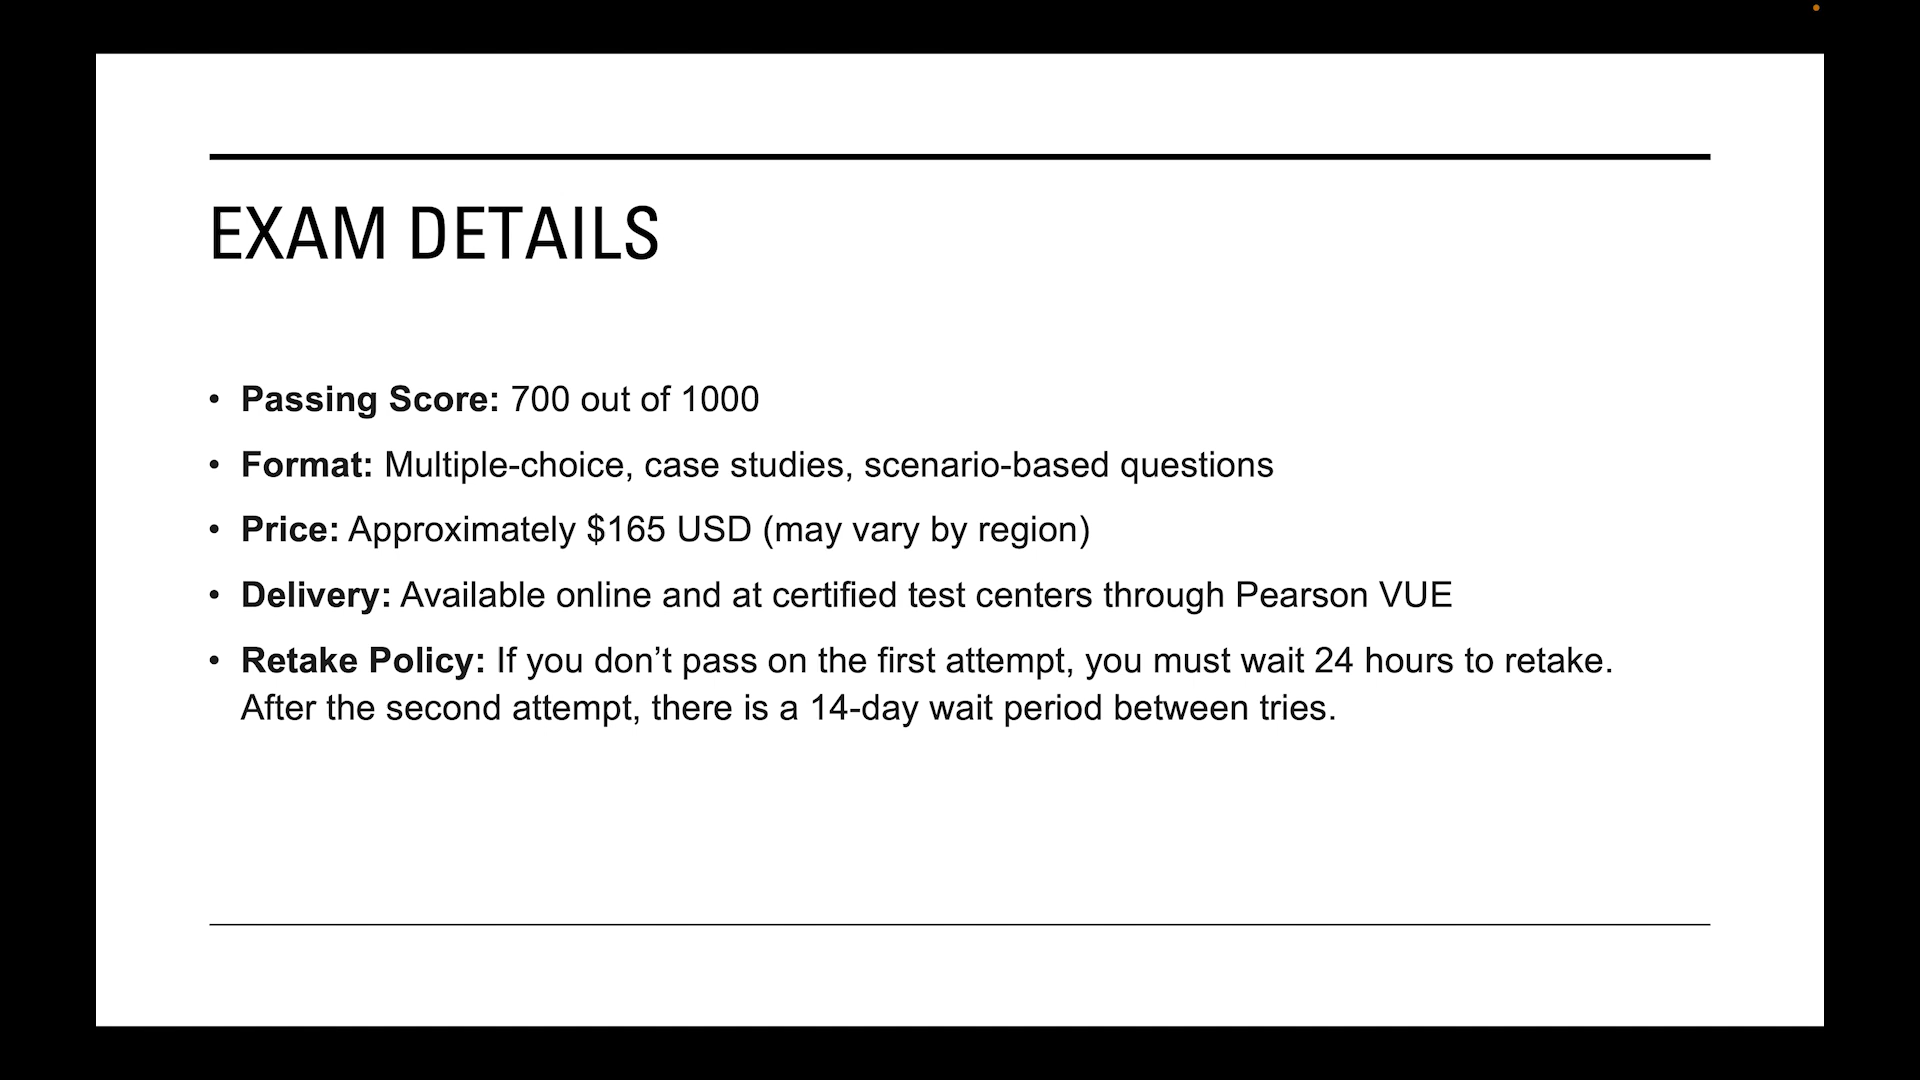 EXAM DETAILS
• Passing Score: 700 out of 1000
• Format: Multiple-choice, case studies, scenario-based questions
• Price: Approximately $165 USD (may vary by region)
• Delivery: Available online and at certified test centers through Pearson VUE
• Retake Policy: If you don’t pass on the first attempt, you must wait 24 hours to retake.
After the second attempt, there is a 14-day wait period between tries.